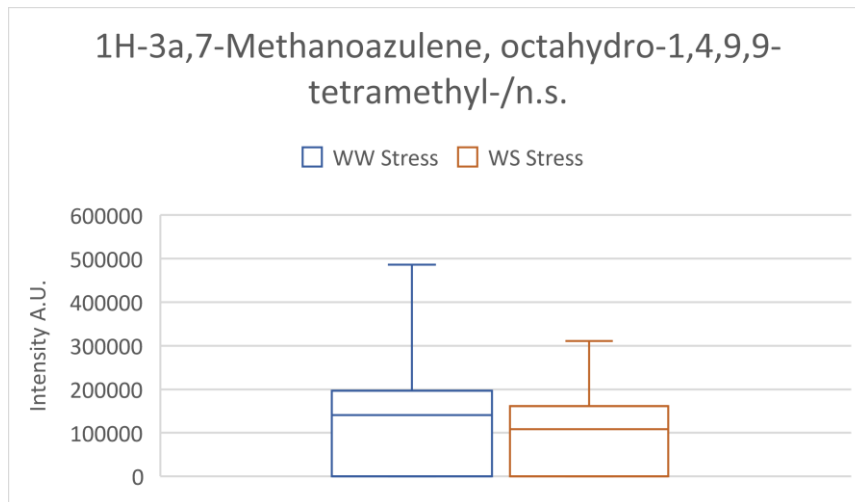 1H-3a,7-Methanoazulene, octahydro-1,4,9,9-
tetramethyl-/n.s.
WW Stress WS Stress
600000
500000
400000
300000
200000
100000
0
Intensity A.U.